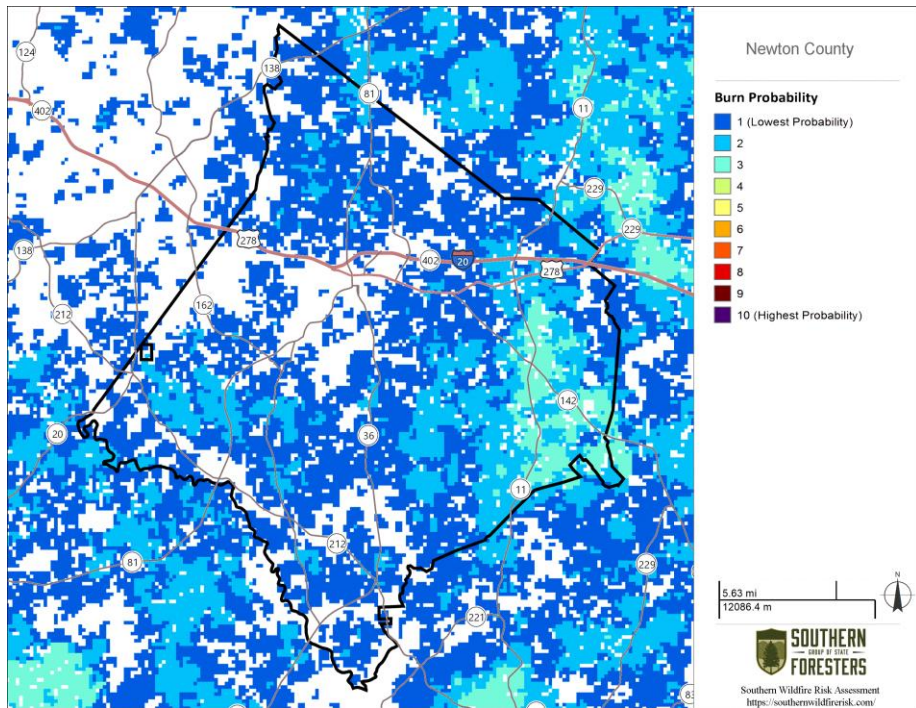 124
138
402
81
11
229
278
229
138
402
20
278
212
162
142
20
36
11
212
81
229
221
83
Newton County
Burn Probability
1 (Lowest Probability)
2
3
4
5
6
7
8
9
10 (Highest Probability)
N
5.63 mi
12086.4 m
SOUTHERN
GROUP OF STATE
FORESTERS
Southern Wildfire Risk Assessment
https://southernwildfirerisk.com/